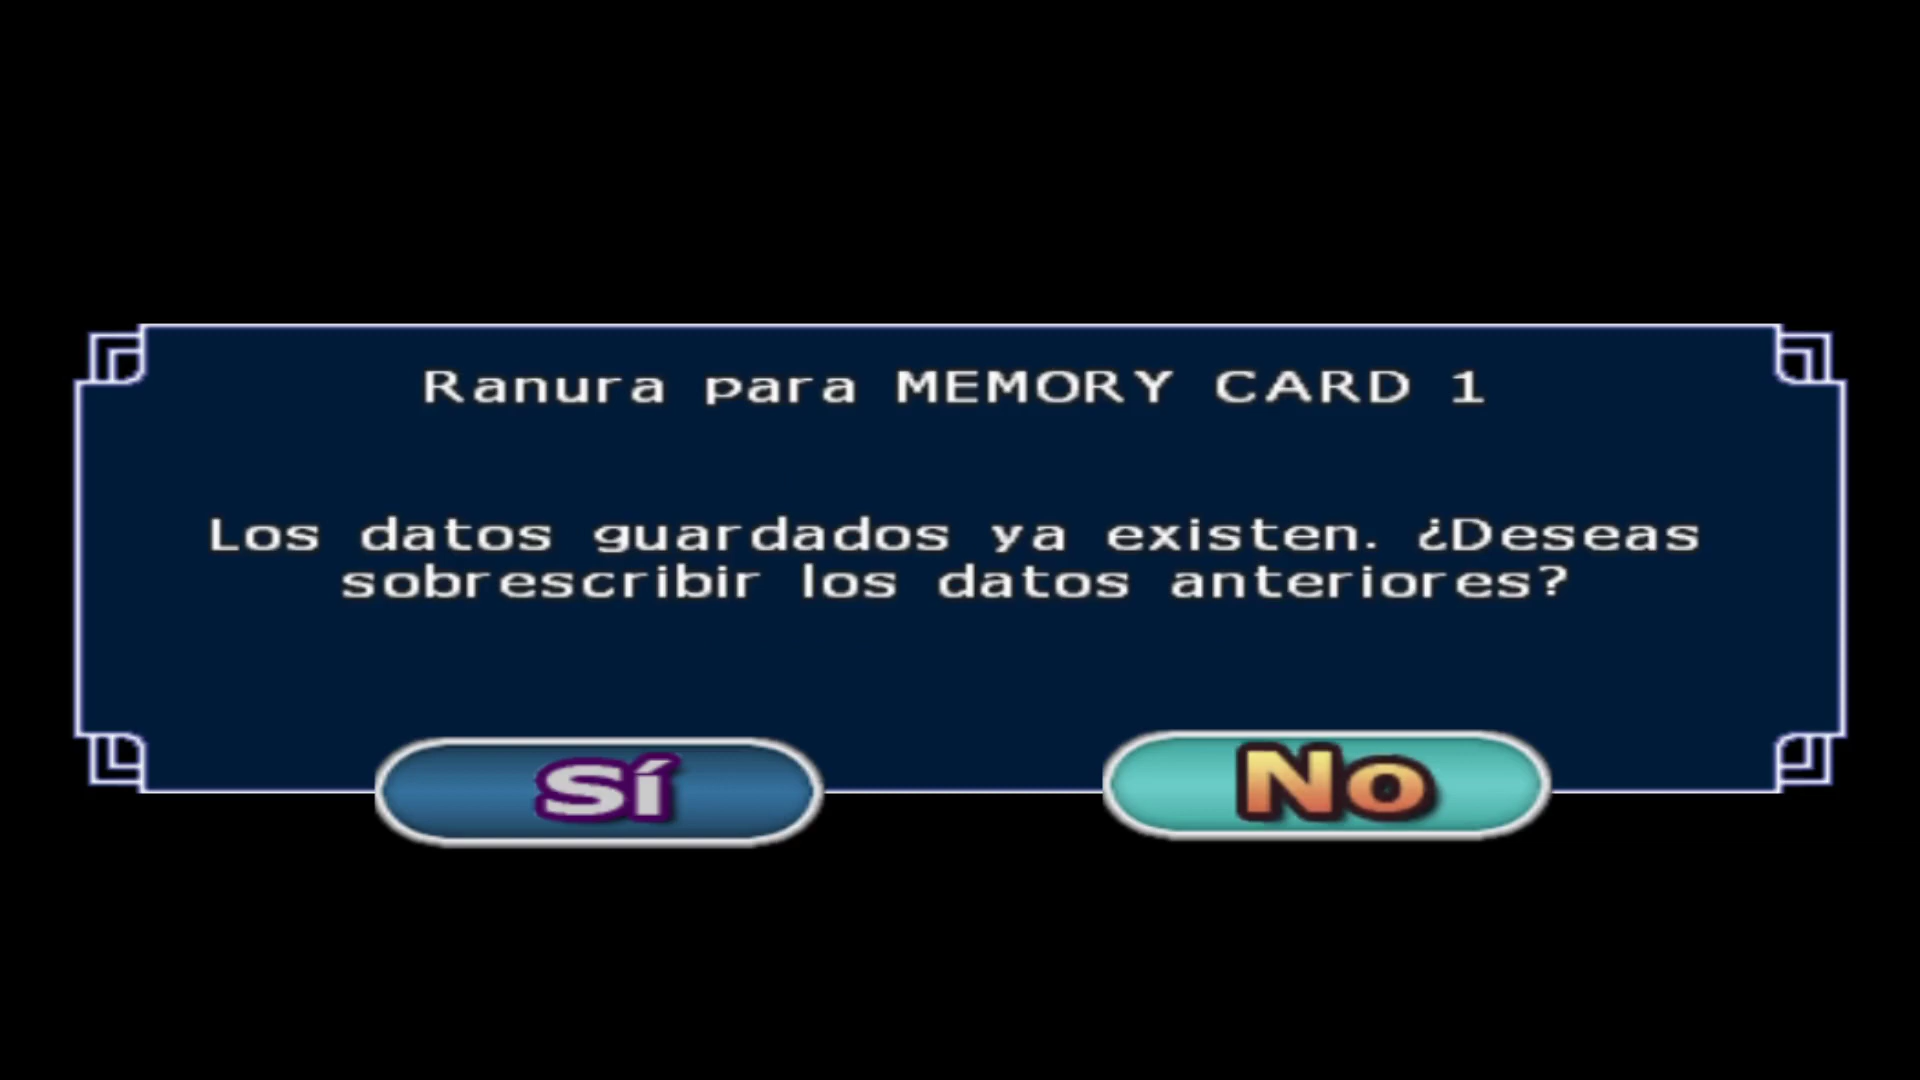 Ranura para MEMORY CARD 1
Los datos guardados ya existen. ¿Deseas
sobrescribir los datos anteriores?
Sí
No